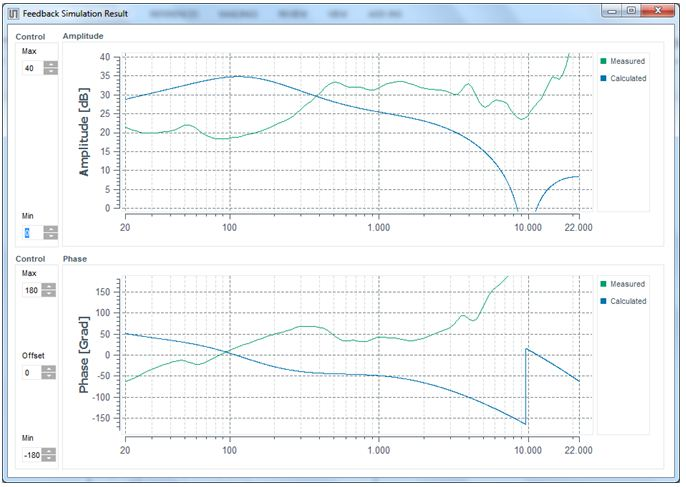 Feedback Simulation Result
Control
Amplitude
Max
40
Min
0
Amplitude [dB]
40
35
30
25
20
15
10
5
0
20
100
1.000
10.000
22.000
Measured
Calculated
Control
Phase
Max
180
Offset
0
Min
-180
Phase [Grad]
150
100
50
0
-50
-100
-150
20
100
1.000
10.000
22.000
Measured
Calculated